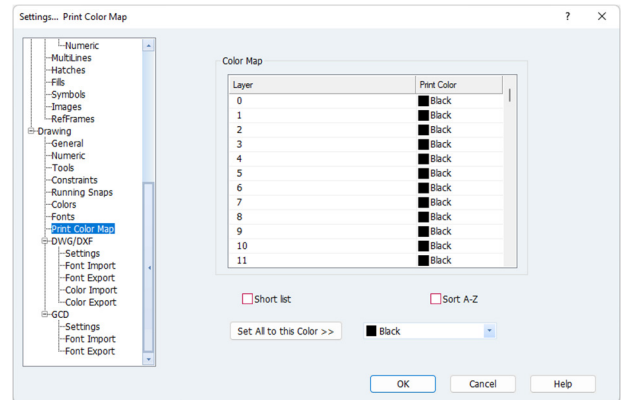 Settings... Print Color Map
?
Numeric
MultiLines
Hatches
Fills
Symbols
Images
RefFrames
Drawing
General
Numeric
Tools
Constraints
Running Snaps
Colors
Fonts
Print Color Map
DWG/DXF
Settings
Font Import
Font Export
Color Import
Color Export
GCD
Settings
Font Import
Font Export
Color Map
Layer Print Color
0 Black
1 Black
2 Black
3 Black
4 Black
5 Black
6 Black
7 Black
8 Black
9 Black
10 Black
11 Black
Short list Sort A-Z
Set All to this Color >> Black
OK Cancel Help